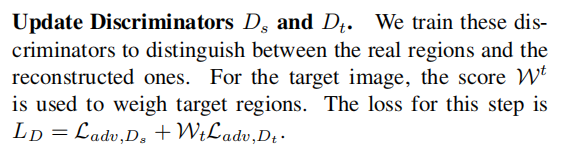 Update Discriminators $D_s$ and $D_t$. We train these dis-
criminators to distinguish between the real regions and the
reconstructed ones. For the target image, the score $\mathcal{W}^t$
is used to weigh target regions. The loss for this step is
$L_D = \mathcal{L}_{adv,D_s} + \mathcal{W}_t \mathcal{L}_{adv,D_t}$.